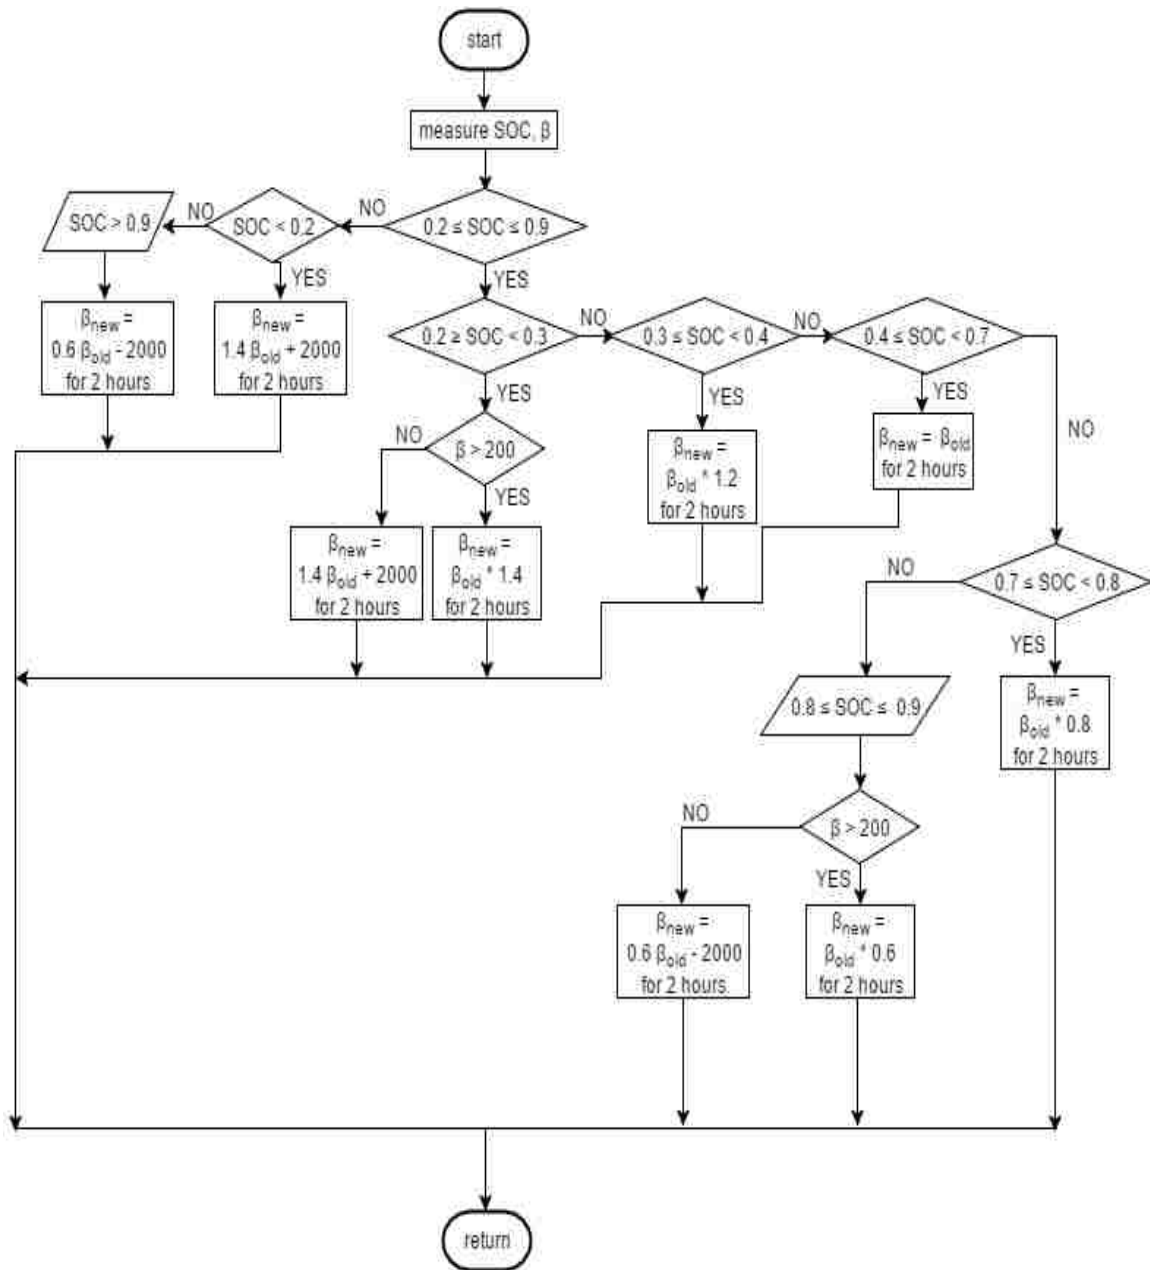 start
measure SOC, β
0.2 ≤ SOC ≤ 0.9
NO
SOC < 0.2
NO
SOC > 0.9
YES
YES
β_new =
0.6 β_old - 2000
for 2 hours
β_new =
1.4 β_old + 2000
for 2 hours
0.2 ≥ SOC < 0.3
NO
0.3 ≤ SOC < 0.4
NO
0.4 ≤ SOC < 0.7
YES
YES
YES
NO
NO
β > 200
YES
β_new =
β_old * 1.2
for 2 hours
β_new = β_old
for 2 hours
β_new =
1.4 β_old + 2000
for 2 hours
β_new =
β_old * 1.4
for 2 hours
NO
0.7 ≤ SOC < 0.8
YES
0.8 ≤ SOC ≤ 0.9
β_new =
β_old * 0.8
for 2 hours
NO
β > 200
YES
β_new =
0.6 β_old - 2000
for 2 hours
β_new =
β_old * 0.6
for 2 hours
return